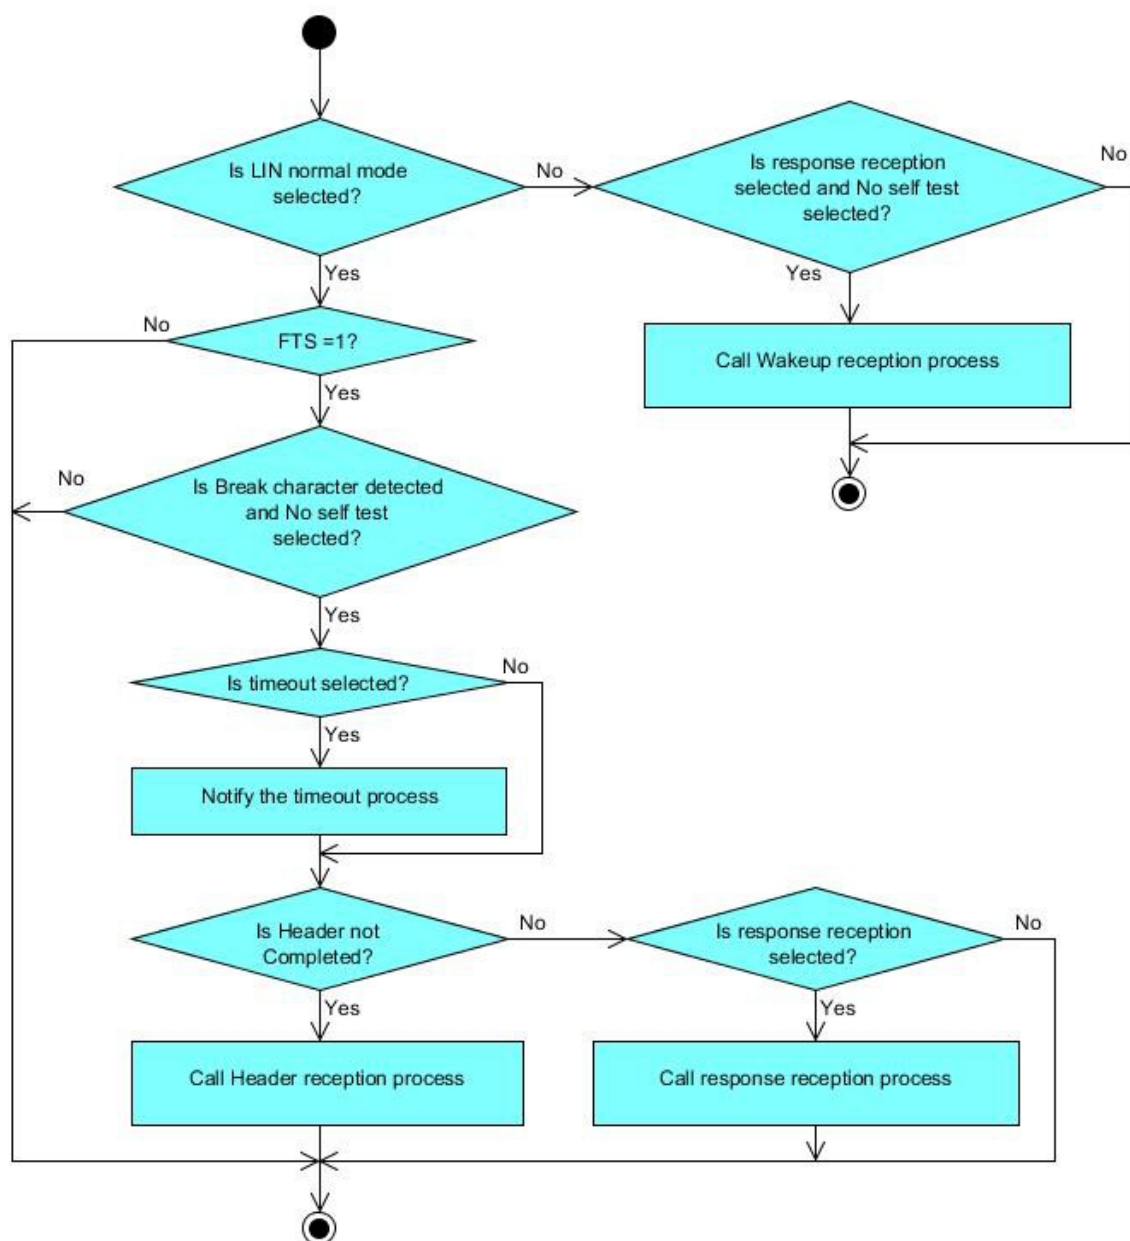 Is LIN normal mode
selected?
No
Is response reception
selected and No self test
selected?
No
Yes
Yes
Call Wakeup reception process
No
FTS =1?
Yes
No
Is Break character detected
and No self test
selected?
Yes
Is timeout selected?
No
Yes
Notify the timeout process
Is Header not
Completed?
No
Is response reception
selected?
No
Yes
Yes
Call Header reception process
Call response reception process